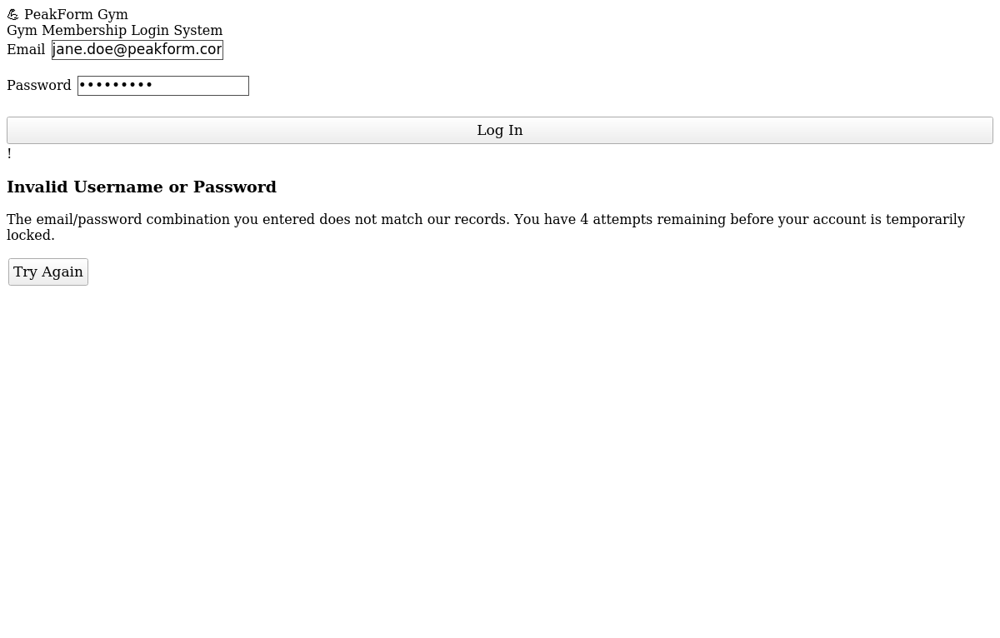 💪 PeakForm Gym
Gym Membership Login System
Email jane.doe@peakform.cor
Password •••••••••
Log In
!
Invalid Username or Password
The email/password combination you entered does not match our records. You have 4 attempts remaining before your account is temporarily
locked.
Try Again